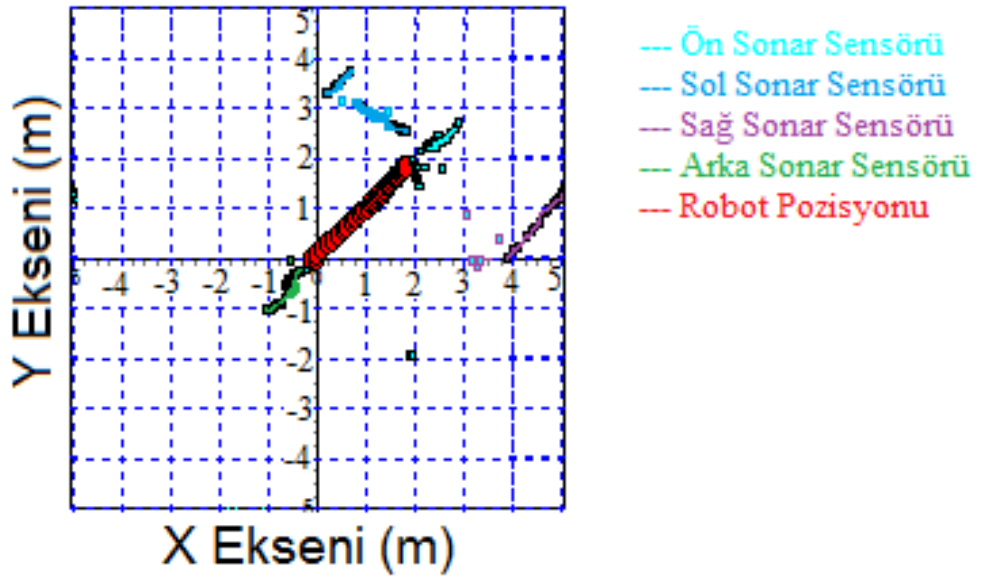 5
4
3
2
1
-4 -3 -2 -1 0 1 2 3 4 5
-1
-2
-3
-4
Y Ekseni (m)
X Ekseni (m)
--- Ön Sonar Sensörü
--- Sol Sonar Sensörü
--- Sağ Sonar Sensörü
--- Arka Sonar Sensörü
--- Robot Pozisyonu